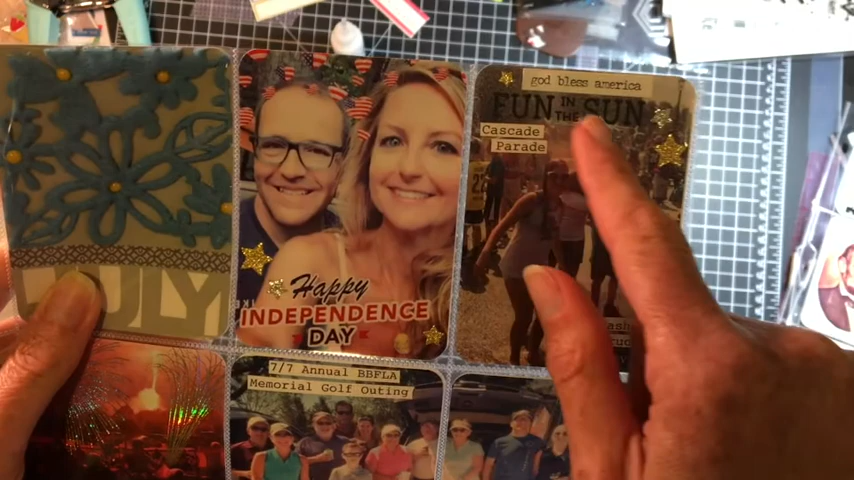 god bless america
FUN IN THE SUN
Cascade
Parade
Happy
INDEPENDENCE
DAY
JULY
7/7 Annual BBFLA
Memorial Golf Outing